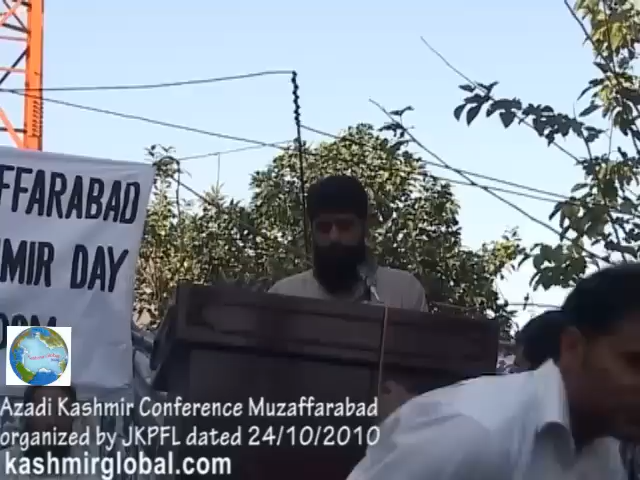 FFARABAD
MIR DAY
Azadi Kashmir Conference Muzaffarabad
organized by JKPFL dated 24/10/2010
kashmirglobal.com